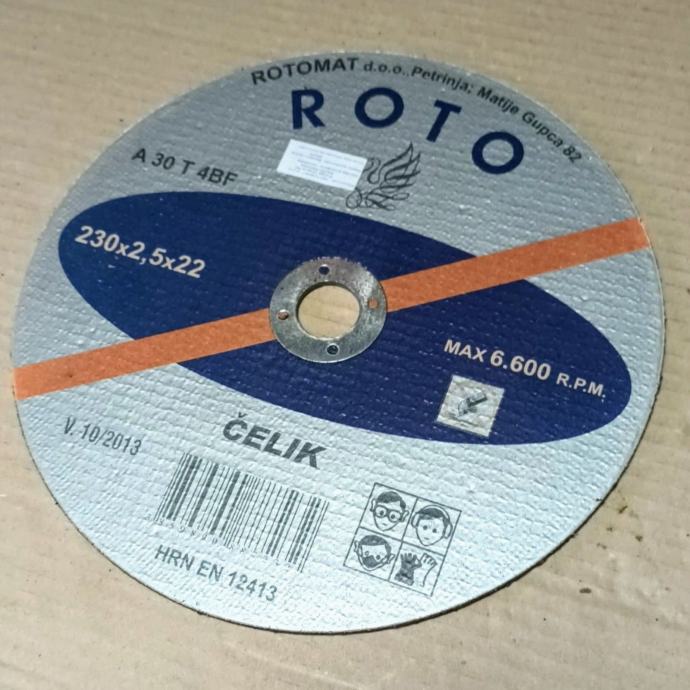 ROTOMAT d.o.o., Petrinja; Matije Gupca 82
ROTO
A 30 T 4BF
230x2,5x22
MAX 6.600 R.P.M.
V. 10/2013
ČELIK
HRN EN 12413